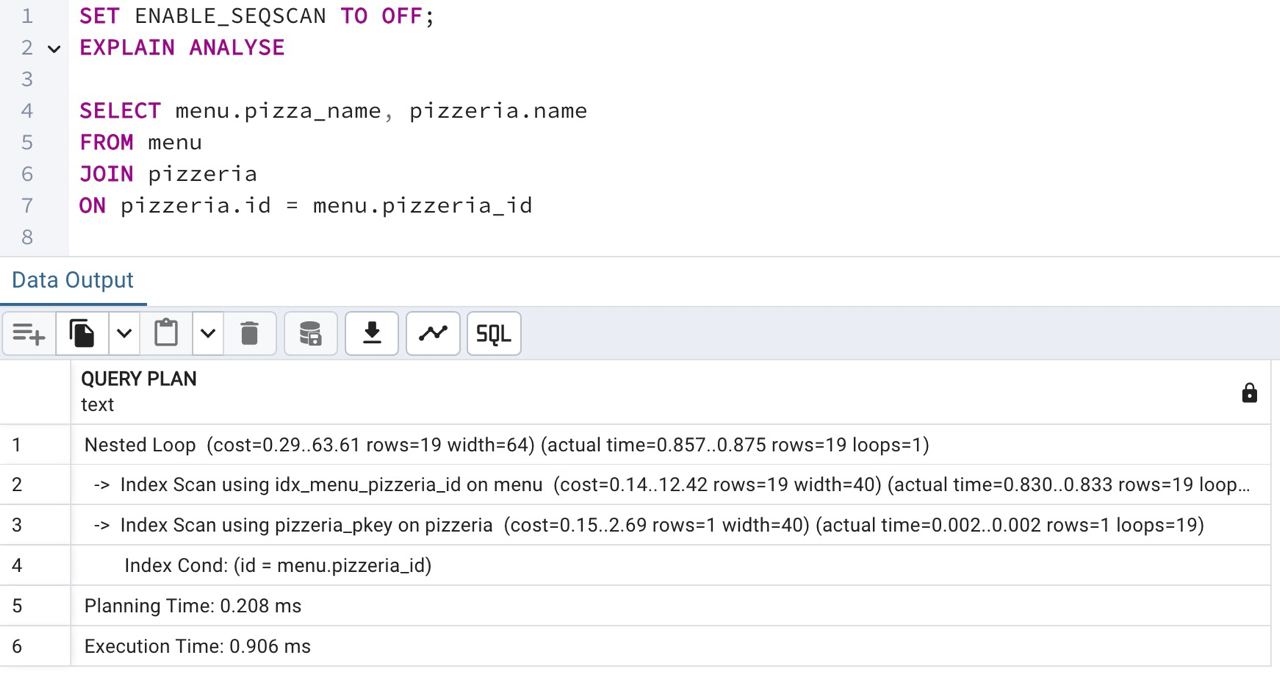 1 SET ENABLE_SEQSCAN TO OFF;
2 EXPLAIN ANALYSE
3
4 SELECT menu.pizza_name, pizzeria.name
5 FROM menu
6 JOIN pizzeria
7 ON pizzeria.id = menu.pizzeria_id
8
Data Output
SQL
QUERY PLAN
text
1 Nested Loop (cost=0.29..63.61 rows=19 width=64) (actual time=0.857..0.875 rows=19 loops=1)
2 -> Index Scan using idx_menu_pizzeria_id on menu (cost=0.14..12.42 rows=19 width=40) (actual time=0.830..0.833 rows=19 loop...
3 -> Index Scan using pizzeria_pkey on pizzeria (cost=0.15..2.69 rows=1 width=40) (actual time=0.002..0.002 rows=1 loops=19)
4 Index Cond: (id = menu.pizzeria_id)
5 Planning Time: 0.208 ms
6 Execution Time: 0.906 ms